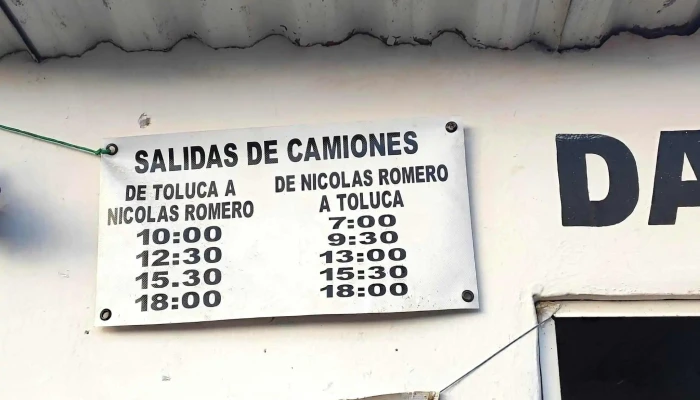 SALIDAS DE CAMIONES
DE TOLUCA A
NICOLAS ROMERO
10:00
12:30
15.30
18:00
DE NICOLAS ROMERO
A TOLUCA
7:00
9:30
13:00
15:30
18:00
DA